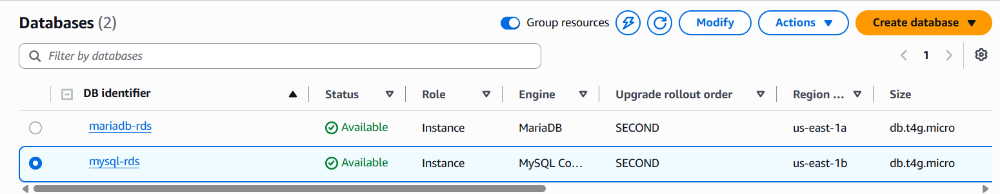 Databases (2)
Group resources
Modify
Actions
Create database
Filter by databases
1
DB identifier Status Role Engine Upgrade rollout order Region ... Size
mariadb-rds Available Instance MariaDB SECOND us-east-1a db.t4g.micro
mysql-rds Available Instance MySQL Co... SECOND us-east-1b db.t4g.micro